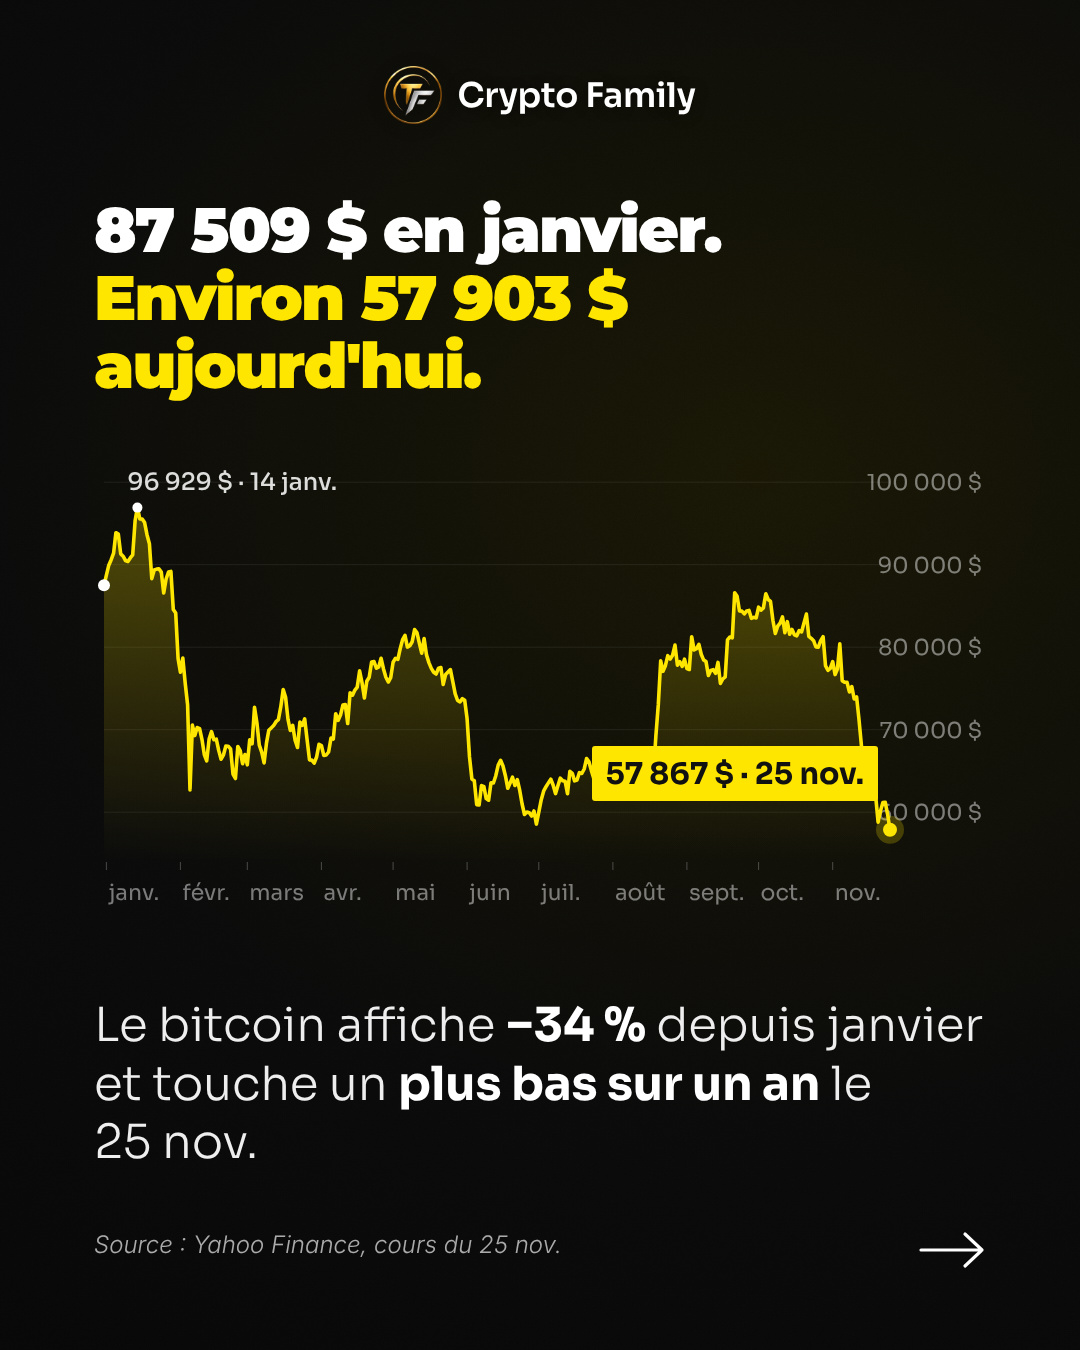 TF Crypto Family
87 509 $ en janvier.
Environ 57 903 $
aujourd'hui.
96 929 $ · 14 janv.
100 000 $
90 000 $
80 000 $
70 000 $
57 867 $ · 25 nov.
60 000 $
janv. févr. mars avr. mai juin juil. août sept. oct. nov.
Le bitcoin affiche –34 % depuis janvier
et touche un plus bas sur un an le
25 nov.
Source : Yahoo Finance, cours du 25 nov.